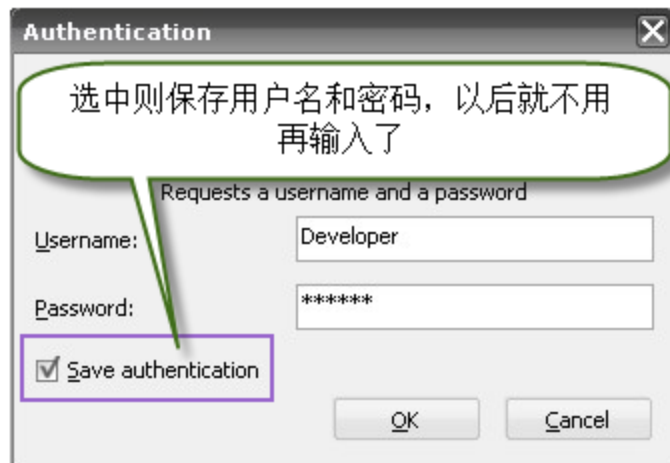 Authentication
选中则保存用户名和密码，以后就不用
再输入了
Requests a username and a password
Username:
Developer
Password:
******
Save authentication
OK
Cancel